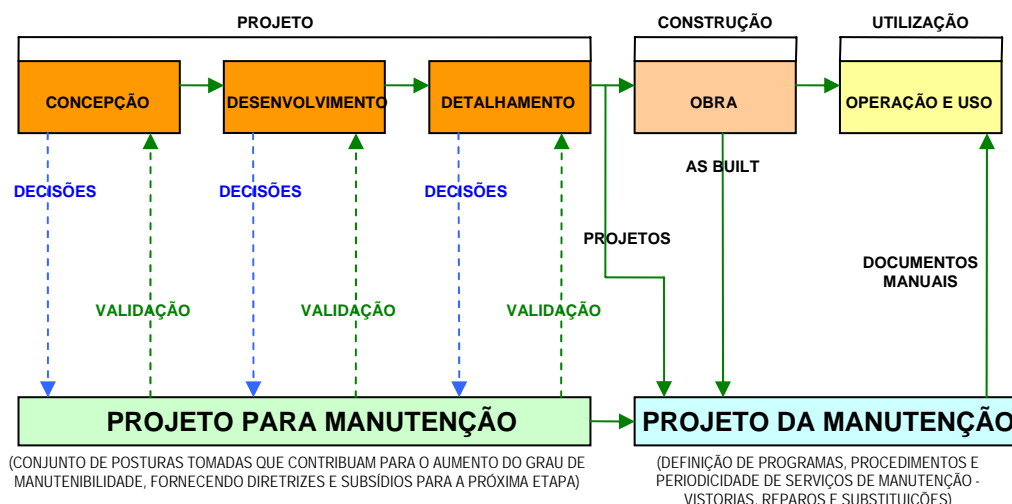 PROJETO
CONSTRUÇÃO
UTILIZAÇÃO
CONCEPÇÃO
DESENVOLVIMENTO
DETALHAMENTO
OBRA
OPERAÇÃO E USO
AS BUILT
DECISÕES
DECISÕES
DECISÕES
PROJETOS
DOCUMENTOS
MANUAIS
VALIDAÇÃO
VALIDAÇÃO
VALIDAÇÃO
PROJETO PARA MANUTENÇÃO
PROJETO DA MANUTENÇÃO
(CONJUNTO DE POSTURAS TOMADAS QUE CONTRIBUAM PARA O AUMENTO DO GRAU DE
MANUTENIBILIDADE, FORNECENDO DIRETRIZES E SUBSÍDIOS PARA A PRÓXIMA ETAPA)
(DEFINIÇÃO DE PROGRAMAS, PROCEDIMENTOS E
PERIODICIDADE DE SERVIÇOS DE MANUTENÇÃO -
VISTORIAS, REPAROS E SUBSTITUIÇÕES)